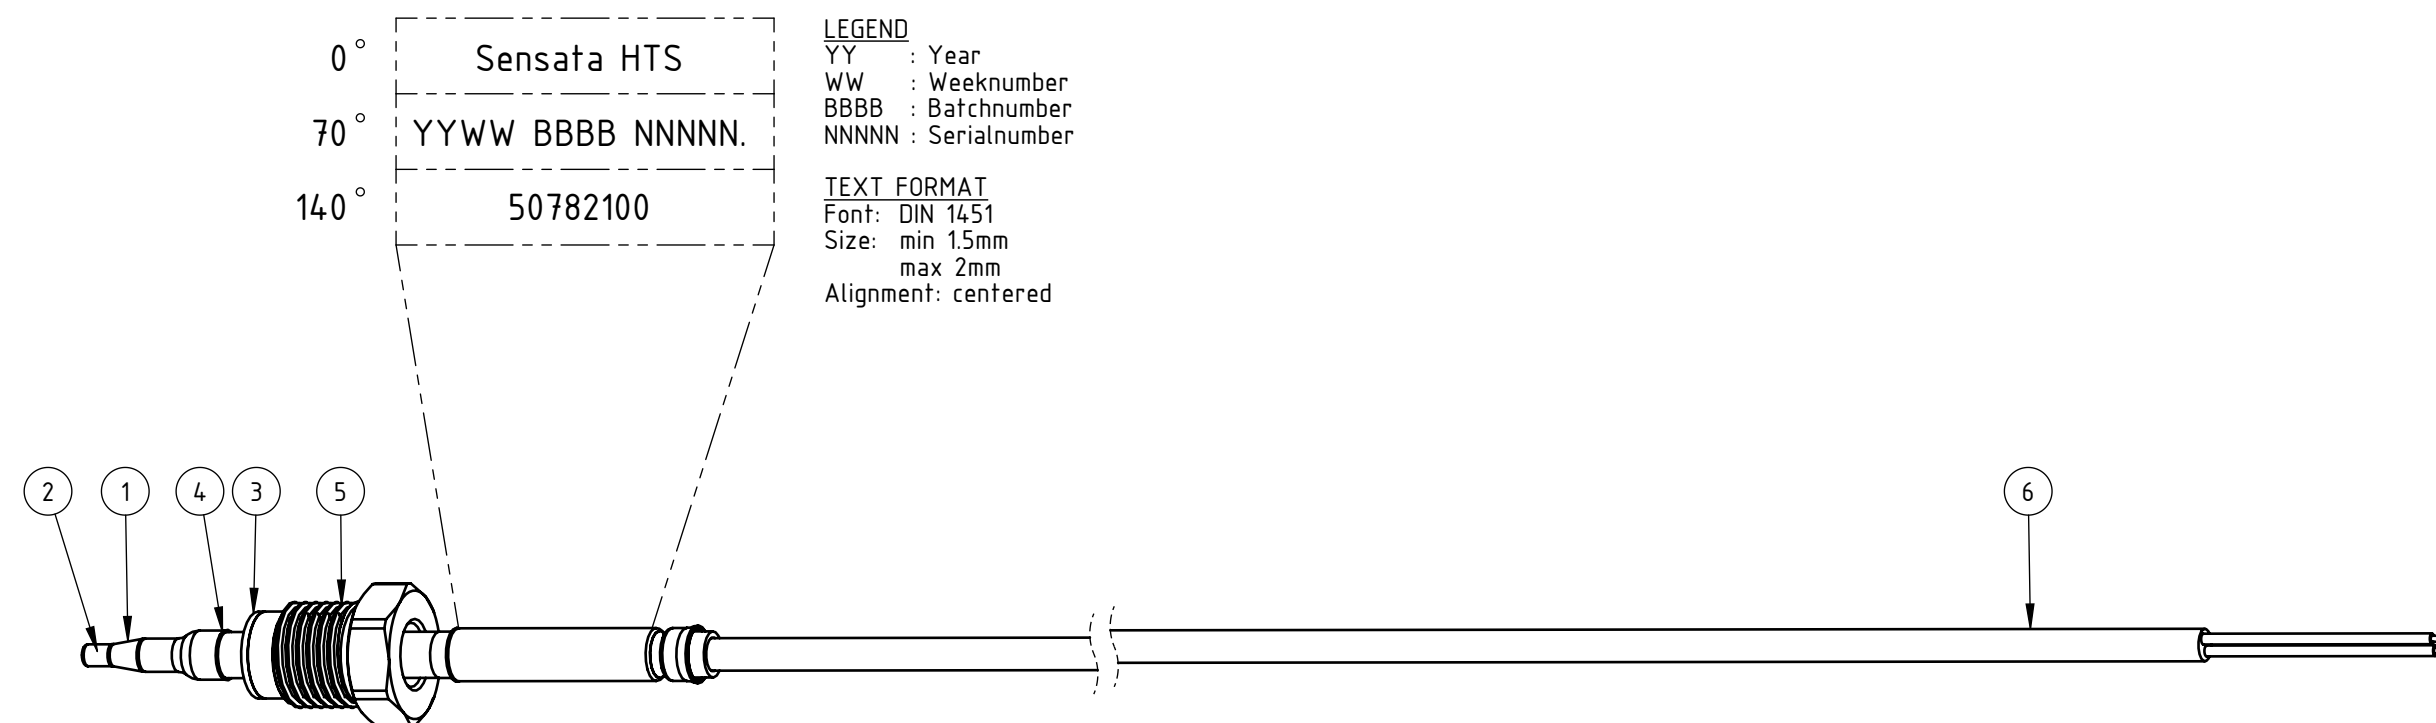 0° Sensata HTS
70° YYWW BBBB NNNNN.
140° 50782100
LEGEND
YY : Year
WW : Weeknumber
BBBB : Batchnumber
NNNNN : Serialnumber
TEXT FORMAT
Font: DIN 1451
Size: min 1.5mm
max 2mm
Alignment: centered
2 1 4 3 5 6